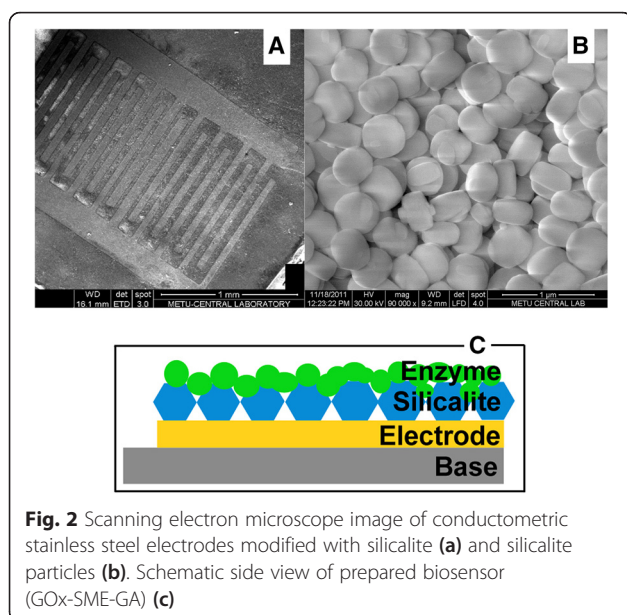 A
B
WD det spot 1 mm
16.1 mm ETD 3.0 METU-CENTRAL LABORATORY
11/18/2011 HV mag WD det spot 1 µm
12:23:22 PM 30.00 kV 90 000 x 9.2 mm LFD 4.0 METU CENTRAL LAB
C
Enzyme
Silicalite
Electrode
Base
Fig. 2 Scanning electron microscope image of conductometric
stainless steel electrodes modified with silicalite (a) and silicalite
particles (b). Schematic side view of prepared biosensor
(GOx-SME-GA) (c)